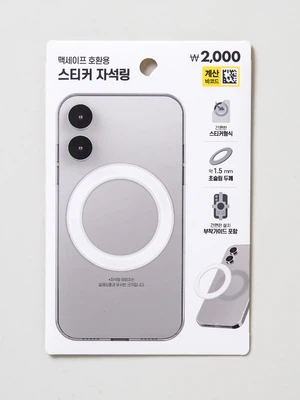 맥세이프 호환용
스티커 자석링
₩2,000
계산
바코드
간편한
스티커형식
약 1.5 mm
초슬림 두께
간편한 설치
부착가이드 포함